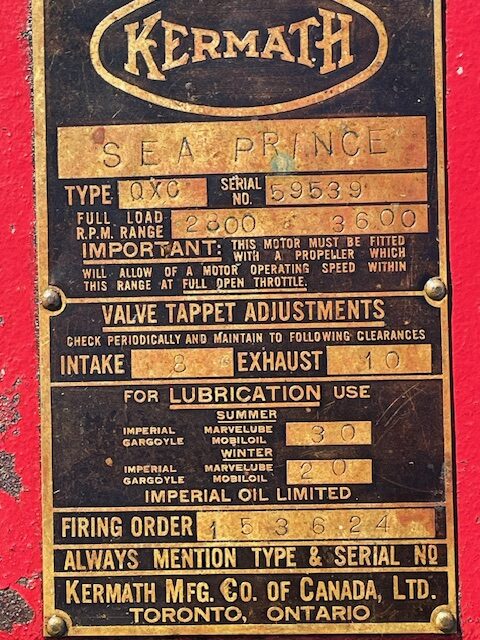 KERMATH
SEA PRINCE
TYPE QXC SERIAL NO. 59539
FULL LOAD R.P.M. RANGE 2800 3600
IMPORTANT: THIS MOTOR MUST BE FITTED
WITH A PROPELLER WHICH
WILL ALLOW OF A MOTOR OPERATING SPEED WITHIN
THIS RANGE AT FULL OPEN THROTTLE.
VALVE TAPPET ADJUSTMENTS
CHECK PERIODICALLY AND MAINTAIN TO FOLLOWING CLEARANCES
INTAKE 8 EXHAUST 10
FOR LUBRICATION USE
SUMMER
IMPERIAL MARVELUBE
GARGOYLE MOBILOIL 30
WINTER
IMPERIAL MARVELUBE
GARGOYLE MOBILOIL 20
IMPERIAL OIL LIMITED
FIRING ORDER 153624
ALWAYS MENTION TYPE & SERIAL NO
KERMATH MFG. CO. OF CANADA, LTD.
TORONTO, ONTARIO